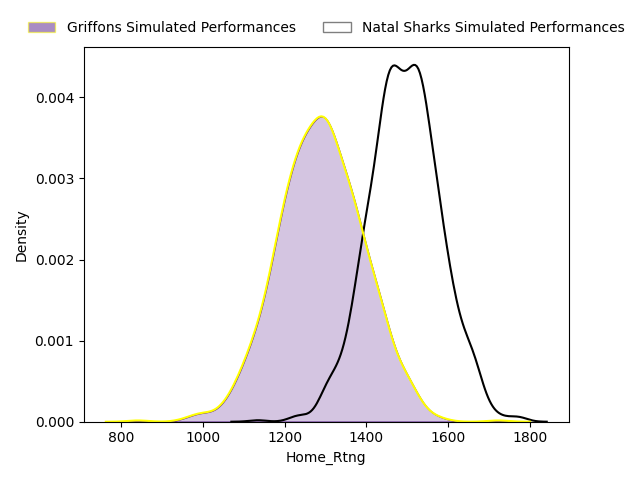 Griffons Simulated Performances
Natal Sharks Simulated Performances
Density
0.004
0.003
0.002
0.001
0.000
800 1000 1200 1400 1600 1800
Home_Rtng